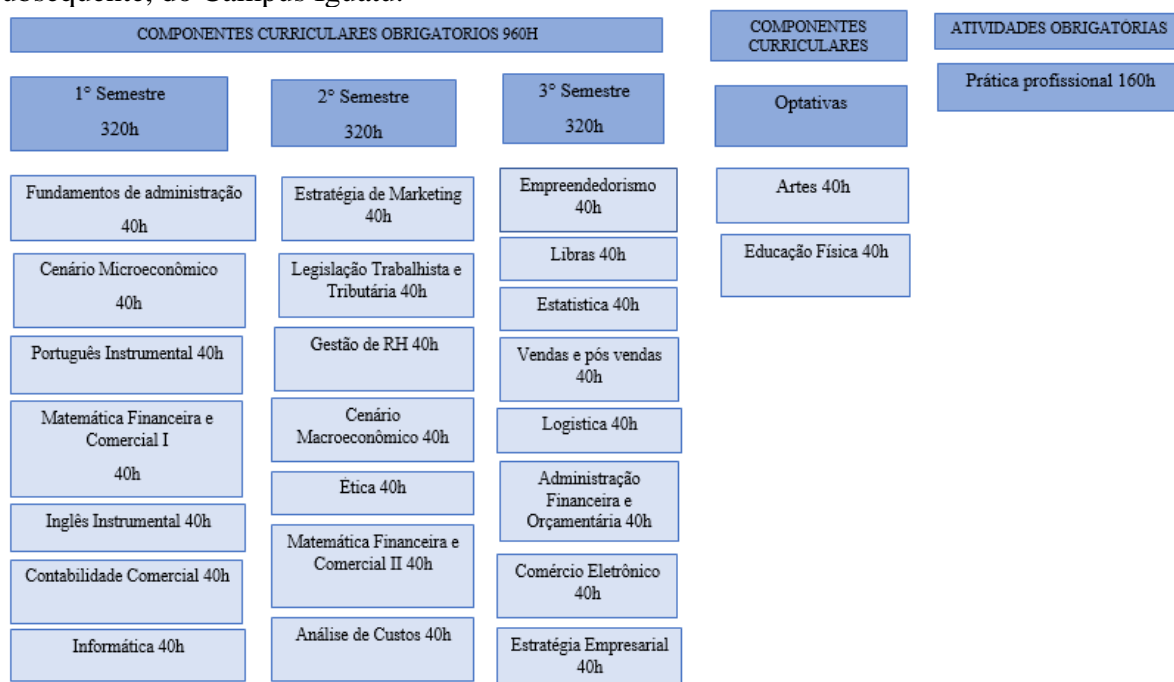 ubsequente, do Campus Iguatu.
COMPONENTES CURRICULARES OBRIGATORIOS 960H
1° Semestre
320h
Fundamentos de administração
40h
Cenário Microeconômico
40h
Português Instrumental 40h
Matemática Financeira e
Comercial I
40h
Inglês Instrumental 40h
Contabilidade Comercial 40h
Informática 40h
2° Semestre
320h
Estratégia de Marketing
40h
Legislação Trabalhista e
Tributária 40h
Gestão de RH 40h
Cenário
Macroeconômico 40h
Ética 40h
Matemática Financeira e
Comercial II 40h
Análise de Custos 40h
3° Semestre
320h
Empreendedorismo
40h
Libras 40h
Estatistica 40h
Vendas e pós vendas
40h
Logistica 40h
Administração
Financeira e
Orçamentária 40h
Comércio Eletrônico
40h
Estratégia Empresarial
40h
COMPONENTES
CURRICULARES
Optativas
Artes 40h
Educação Física 40h
ATIVIDADES OBRIGATÓRIAS
Prática profissional 160h